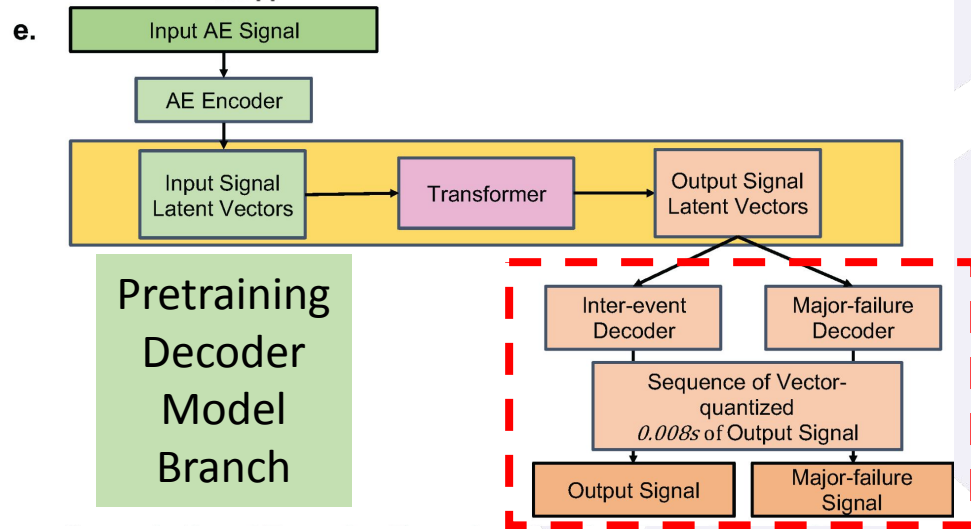 e.
Input AE Signal
AE Encoder
Input Signal
Latent Vectors
Transformer
Output Signal
Latent Vectors
Pretraining
Decoder
Model
Branch
Inter-event
Decoder
Major-failure
Decoder
Sequence of Vector-
quantized
0.008s of Output Signal
Output Signal
Major-failure
Signal